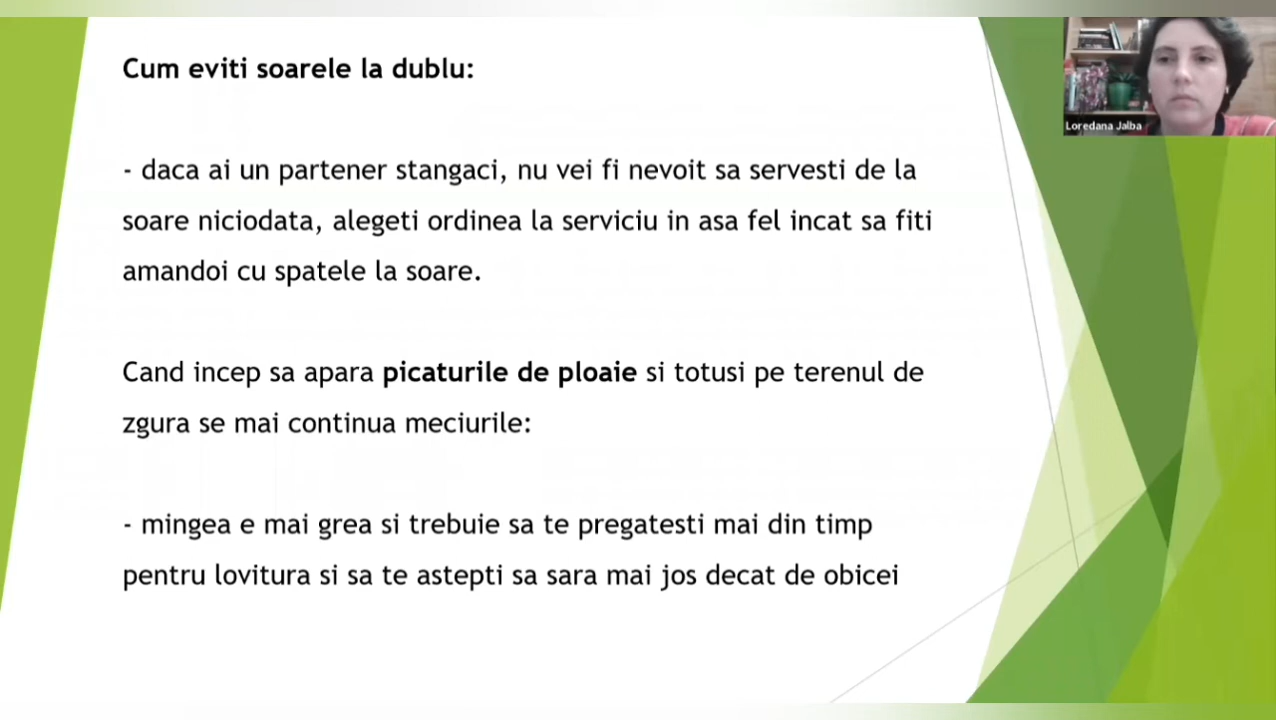 Cum eviti soarele la dublu:
- daca ai un partener stangaci, nu vei fi nevoit sa servesti de la
soare niciodata, alegeti ordinea la serviciu in asa fel incat sa fiti
amandoi cu spatele la soare.
Cand incep sa apara picaturile de ploaie si totusi pe terenul de
zgura se mai continua meciurile:
- mingea e mai grea si trebuie sa te pregatesti mai din timp
pentru lovitura si sa te astepti sa sara mai jos decat de obicei
Loredana Jalba